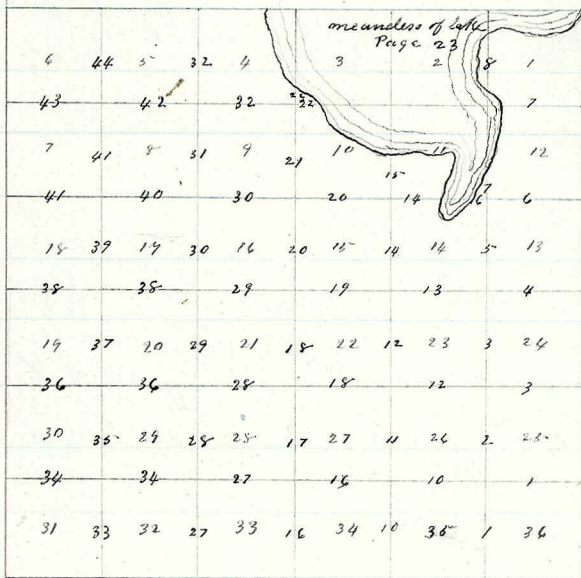 meanders of lake
Page 23
6 44 5 32 4 3 2 8 1
43 42 32 22 22 7
7 41 8 31 9 21 10 11 12
15
41 40 30 20 14 6 7 6
18 39 17 30 16 20 15 14 14 5 13
38 38 29 19 13 4
19 37 20 29 21 18 22 12 23 3 24
36 36 28 18 12 3
30 35 29 28 28 17 27 11 26 2 25
34 34 27 16 10 1
31 33 32 27 33 16 34 10 35 1 36